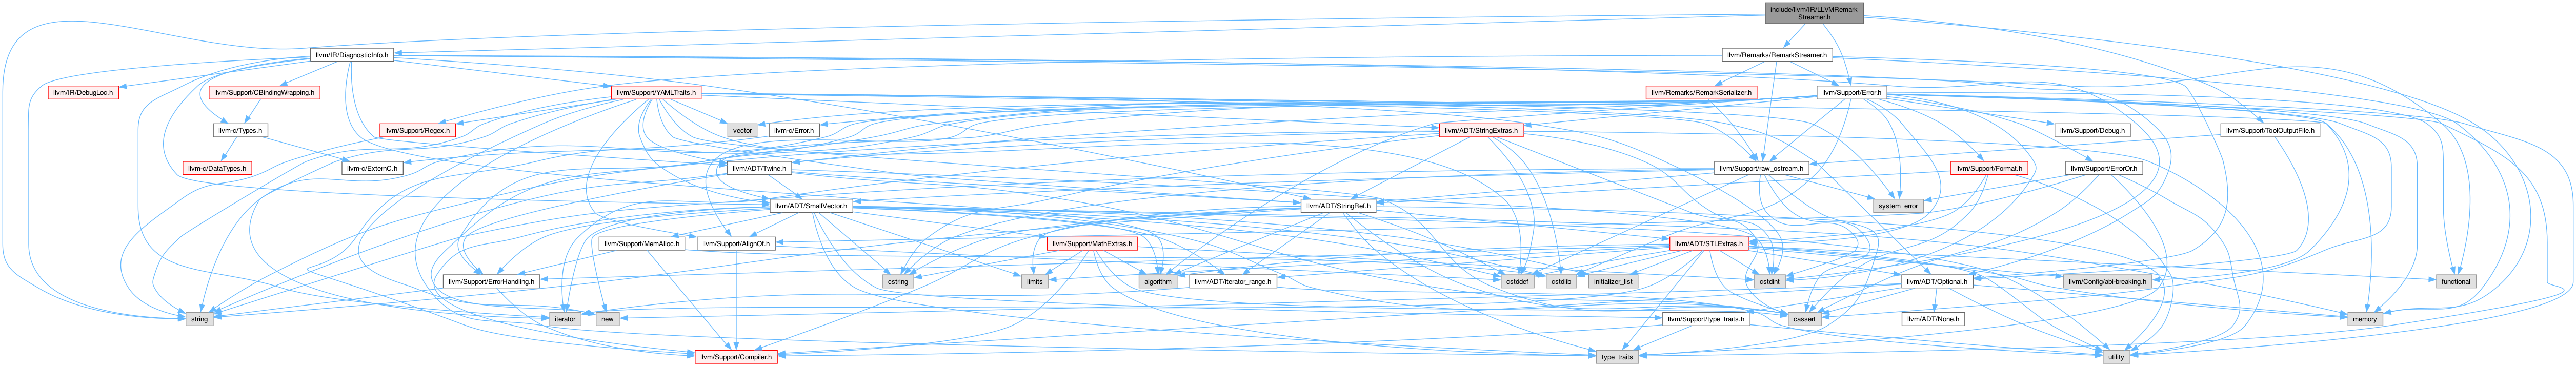 include/llvm/IR/LLVMRemark
Streamer.h
llvm/IR/DiagnosticInfo.h
llvm/Remarks/RemarkStreamer.h
llvm/IR/DebugLoc.h
llvm/Support/CBindingWrapping.h
llvm/Support/YAMLTraits.h
llvm/Remarks/RemarkSerializer.h
llvm/Support/Error.h
llvm-c/Types.h
llvm/Support/Regex.h
vector
llvm-c/Error.h
llvm/ADT/StringExtras.h
llvm/Support/Debug.h
llvm/Support/ToolOutputFile.h
llvm-c/DataTypes.h
llvm-c/ExternC.h
llvm/ADT/Twine.h
llvm/Support/raw_ostream.h
llvm/Support/Format.h
llvm/Support/ErrorOr.h
llvm/ADT/SmallVector.h
llvm/ADT/StringRef.h
system_error
llvm/Support/MemAlloc.h
llvm/Support/AlignOf.h
llvm/Support/MathExtras.h
llvm/ADT/STLExtras.h
llvm/Support/ErrorHandling.h
cstring
limits
algorithm
llvm/ADT/iterator_range.h
cstddef
cstdlib
initializer_list
cstdint
llvm/ADT/Optional.h
llvm/Config/abi-breaking.h
functional
string
iterator
new
llvm/Support/type_traits.h
cassert
llvm/ADT/None.h
memory
llvm/Support/Compiler.h
type_traits
utility